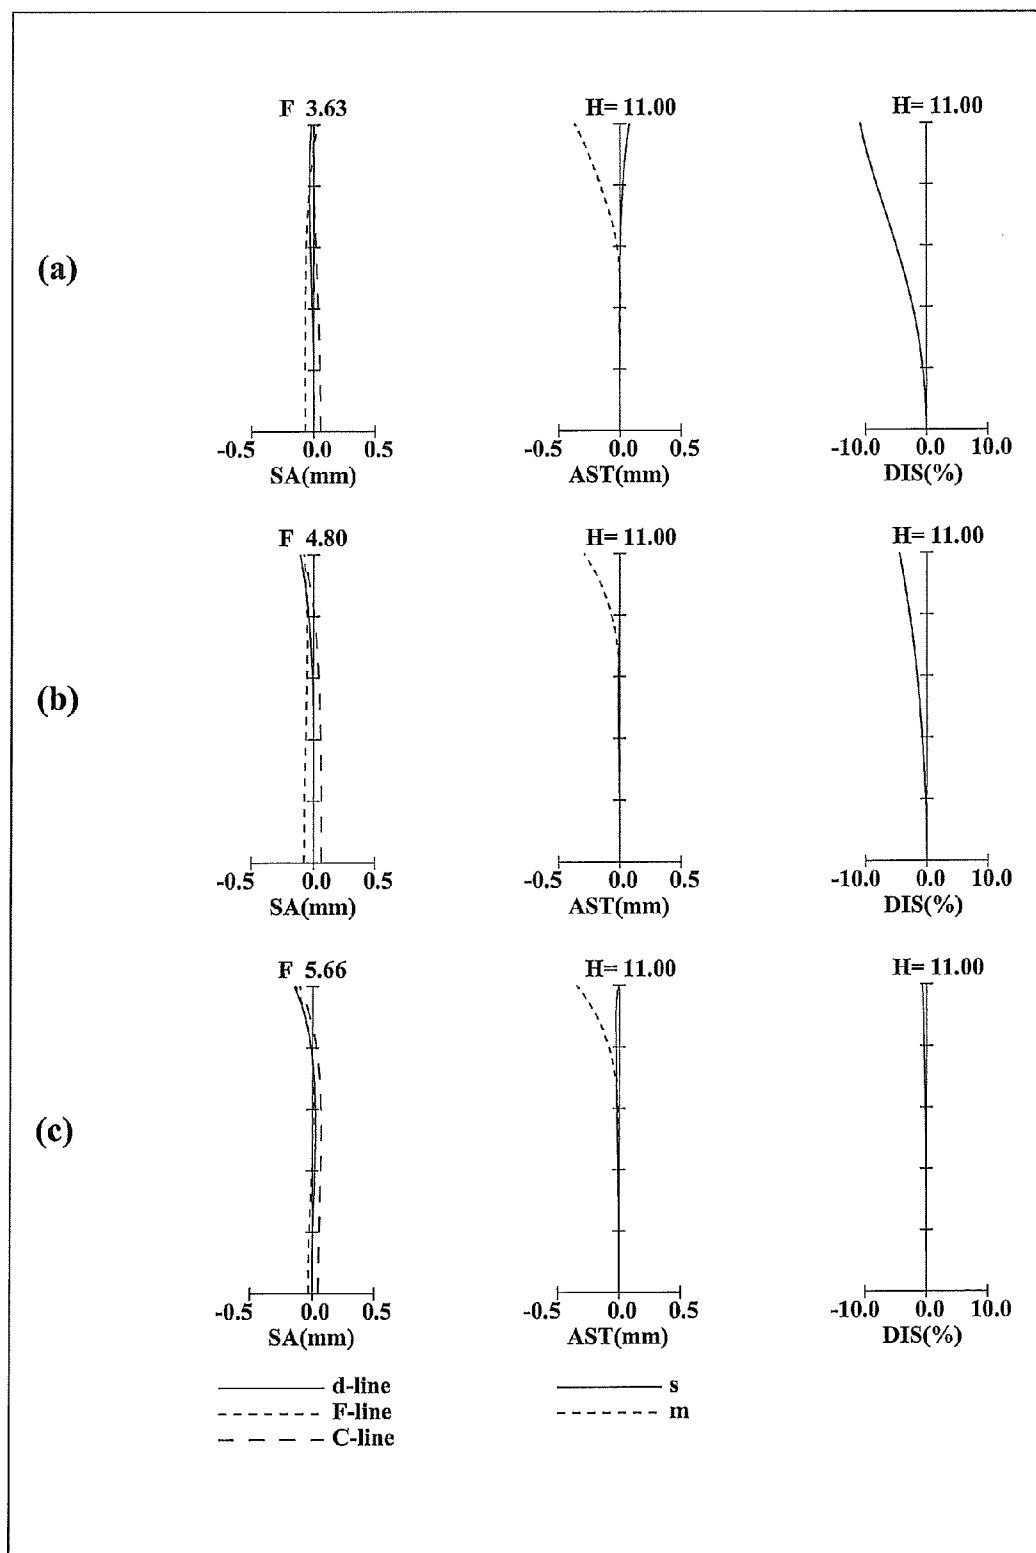 F 3.63 H= 11.00 H= 11.00
(a)
-0.5 0.0 0.5 -0.5 0.0 0.5 -10.0 0.0 10.0
SA(mm) AST(mm) DIS(%)
F 4.80 H= 11.00 H= 11.00
(b)
-0.5 0.0 0.5 -0.5 0.0 0.5 -10.0 0.0 10.0
SA(mm) AST(mm) DIS(%)
F 5.66 H= 11.00 H= 11.00
(c)
-0.5 0.0 0.5 -0.5 0.0 0.5 -10.0 0.0 10.0
SA(mm) AST(mm) DIS(%)
d-line s
F-line m
C-line